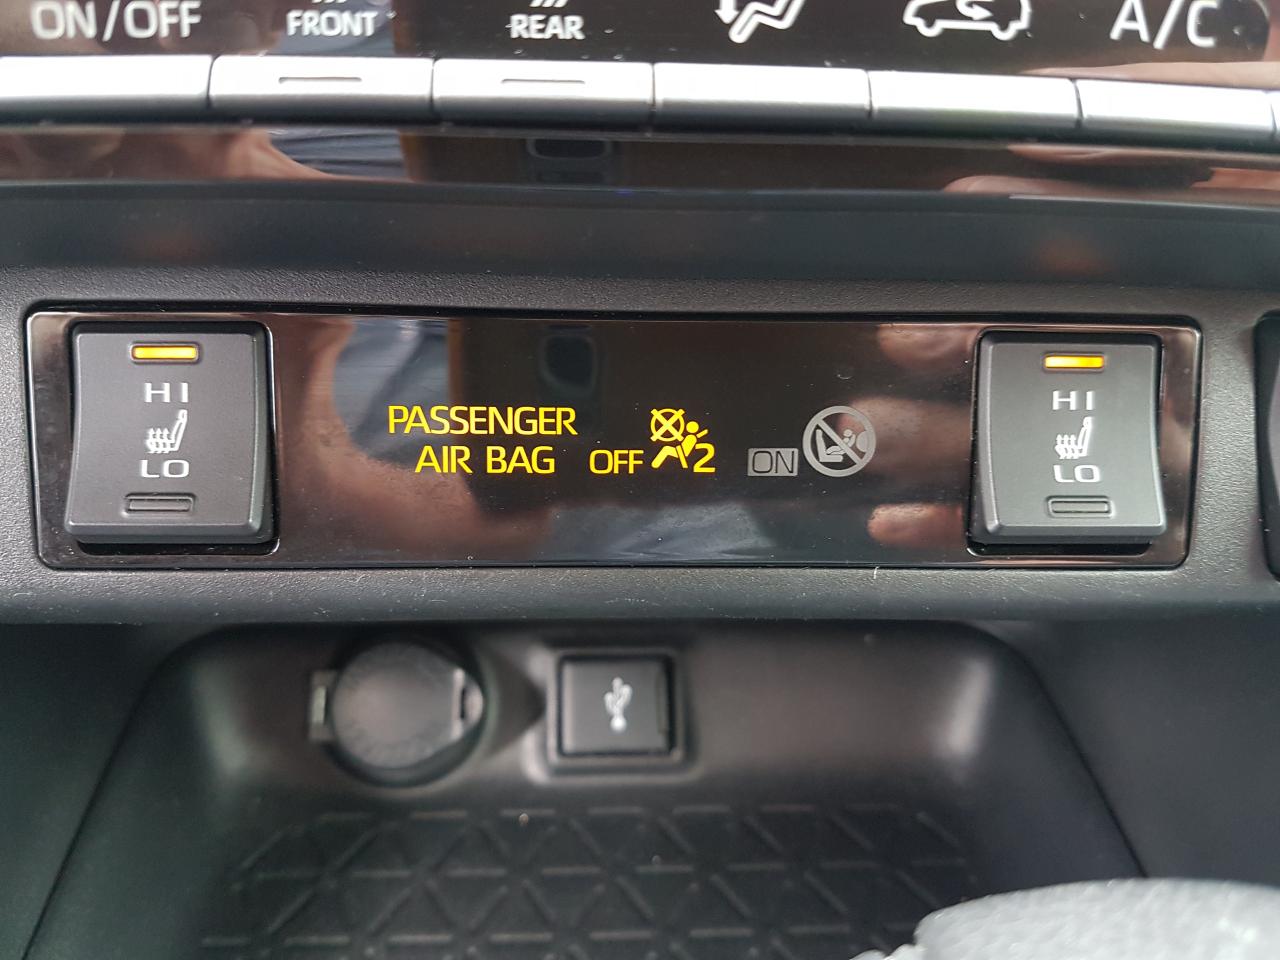 ON/OFF FRONT REAR A/C
HI
LO
PASSENGER
AIR BAG OFF 2 ON
HI
LO